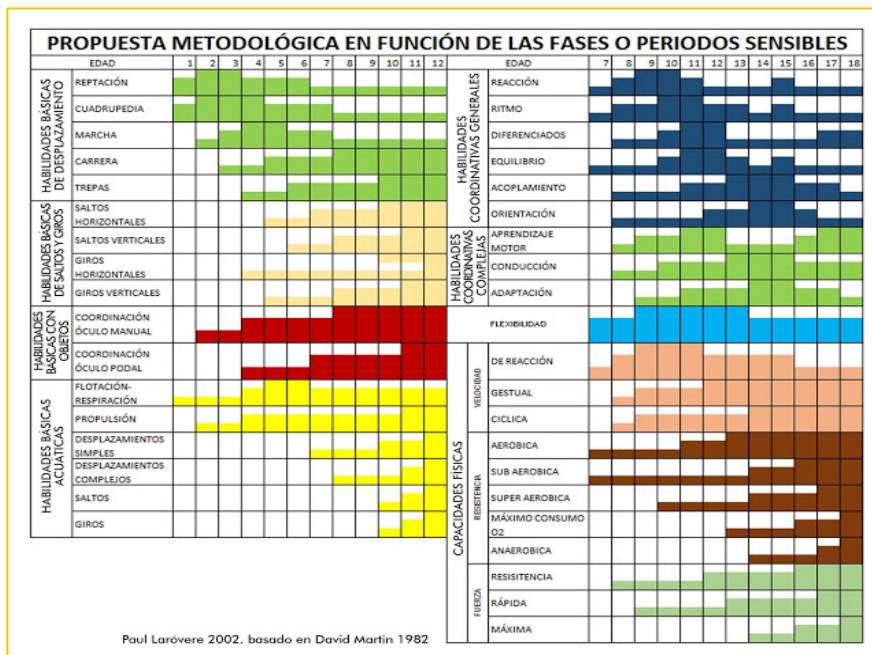 PROPUESTA METODOLÓGICA EN FUNCIÓN DE LAS FASES O PERIODOS SENSIBLES
EDAD 1 2 3 4 5 6 7 8 9 10 11 12
HABILIDADES BÁSICAS DE DESPLAZAMIENTO
REPTACIÓN
CUADRUPEDIA
MARCHA
CARRERA
TREPAS
HABILIDADES BÁSICAS DE SALTOS Y GIROS
SALTOS
HORIZONTALES
SALTOS VERTICALES
GIROS
HORIZONTALES
GIROS VERTICALES
HABILIDADES BÁSICAS CON OBJETOS
COORDINACIÓN
ÓCULO MANUAL
COORDINACIÓN
ÓCULO PODAL
HABILIDADES BÁSICAS ACUATICAS
FLOTACIÓN-
RESPIRACIÓN
PROPULSIÓN
DESPLAZAMIENTOS
SIMPLES
DESPLAZAMIENTOS
COMPLEJOS
SALTOS
GIROS
EDAD 7 8 9 10 11 12 13 14 15 16 17 18
HABILIDADES COORDINATIVAS GENERALES
REACCIÓN
RITMO
DIFERENCIADOS
EQUILIBRIO
ACOPLAMIENTO
ORIENTACIÓN
HABILIDADES COORDINATIVAS COMPLEJAS
APRENDIZAJE
MOTOR
CONDUCCIÓN
ADAPTACIÓN
FLEXIBILIDAD
CAPACIDADES FÍSICAS
VELOCIDAD
DE REACCIÓN
GESTUAL
CICLICA
RESISTENCIA
AEROBICA
SUB AEROBICA
SUPER AEROBICA
MÁXIMO CONSUMO
O2
ANAEROBICA
FUERZA
RESISITENCIA
RÁPIDA
MÁXIMA
Paul Laróvere 2002. basado en David Martin 1982